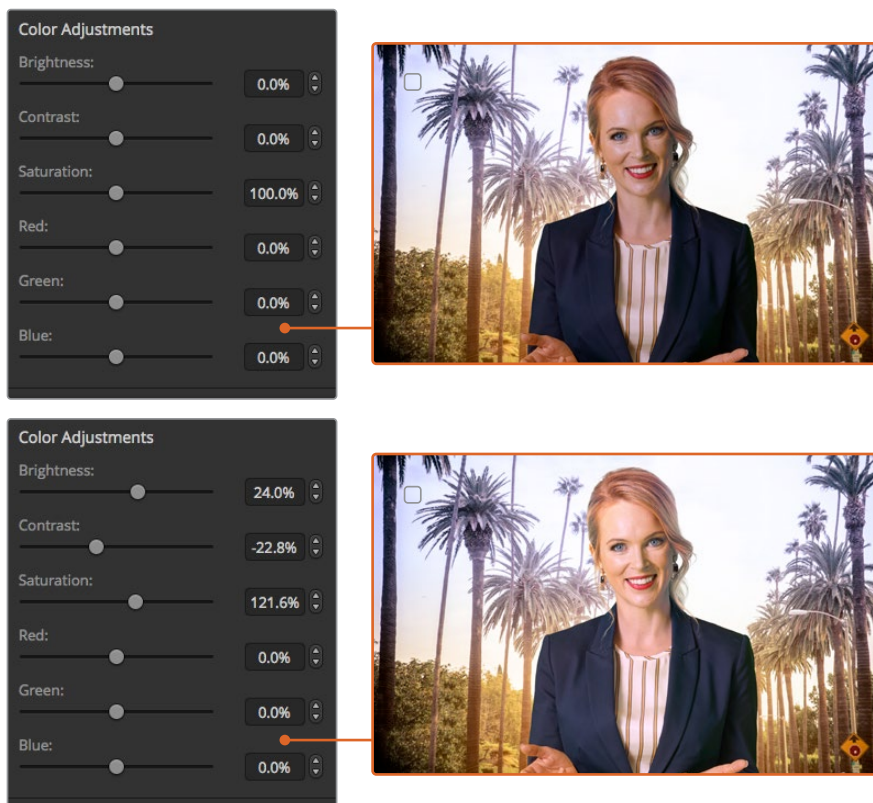 Color Adjustments
Brightness:
0.0%
Contrast:
0.0%
Saturation:
100.0%
Red:
0.0%
Green:
0.0%
Blue:
0.0%
Color Adjustments
Brightness:
24.0%
Contrast:
-22.8%
Saturation:
121.6%
Red:
0.0%
Green:
0.0%
Blue:
0.0%